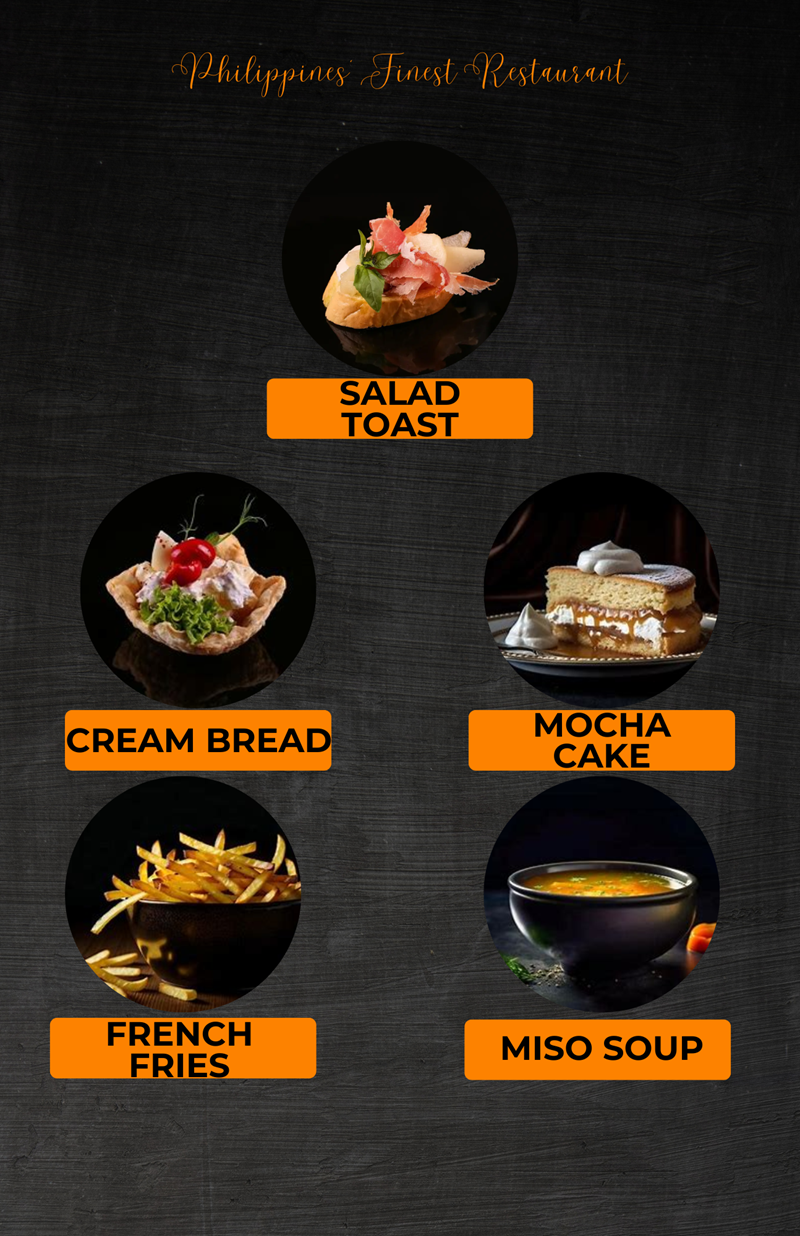 Philippines' Finest Restaurant
SALAD
TOAST
CREAM BREAD
MOCHA
CAKE
FRENCH
FRIES
MISO SOUP